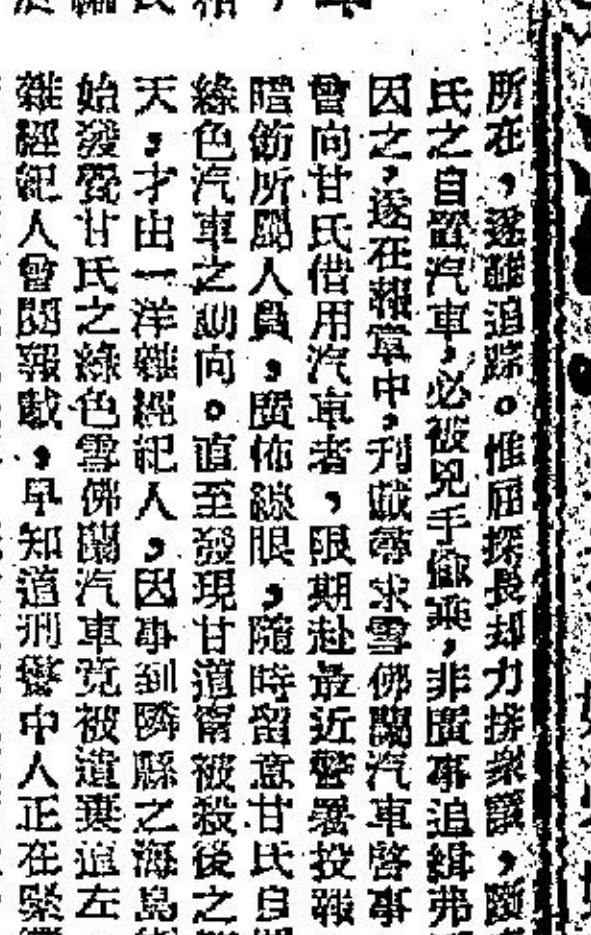 所在，遂難追踪。惟屈探長却力排衆議，
氏之自置汽車，必被兇手偷乘，非廣事追緝弗
因之，遂在報章中，刋載尋求雪佛蘭汽車啓事
曾向甘氏借用汽車者，限期赴最近警署投報
暗飭所屬人員，廣佈線眼，隨時留意甘氏自
綠色汽車之動向。直至發現甘道甯被殺後之
天，才由一洋雜經紀人，因事到隣縣之海島
始發覺甘氏之綠色雪佛蘭汽車竟被遺棄道左
雜經紀人曾閱報載，早知道刑警中人正在緊